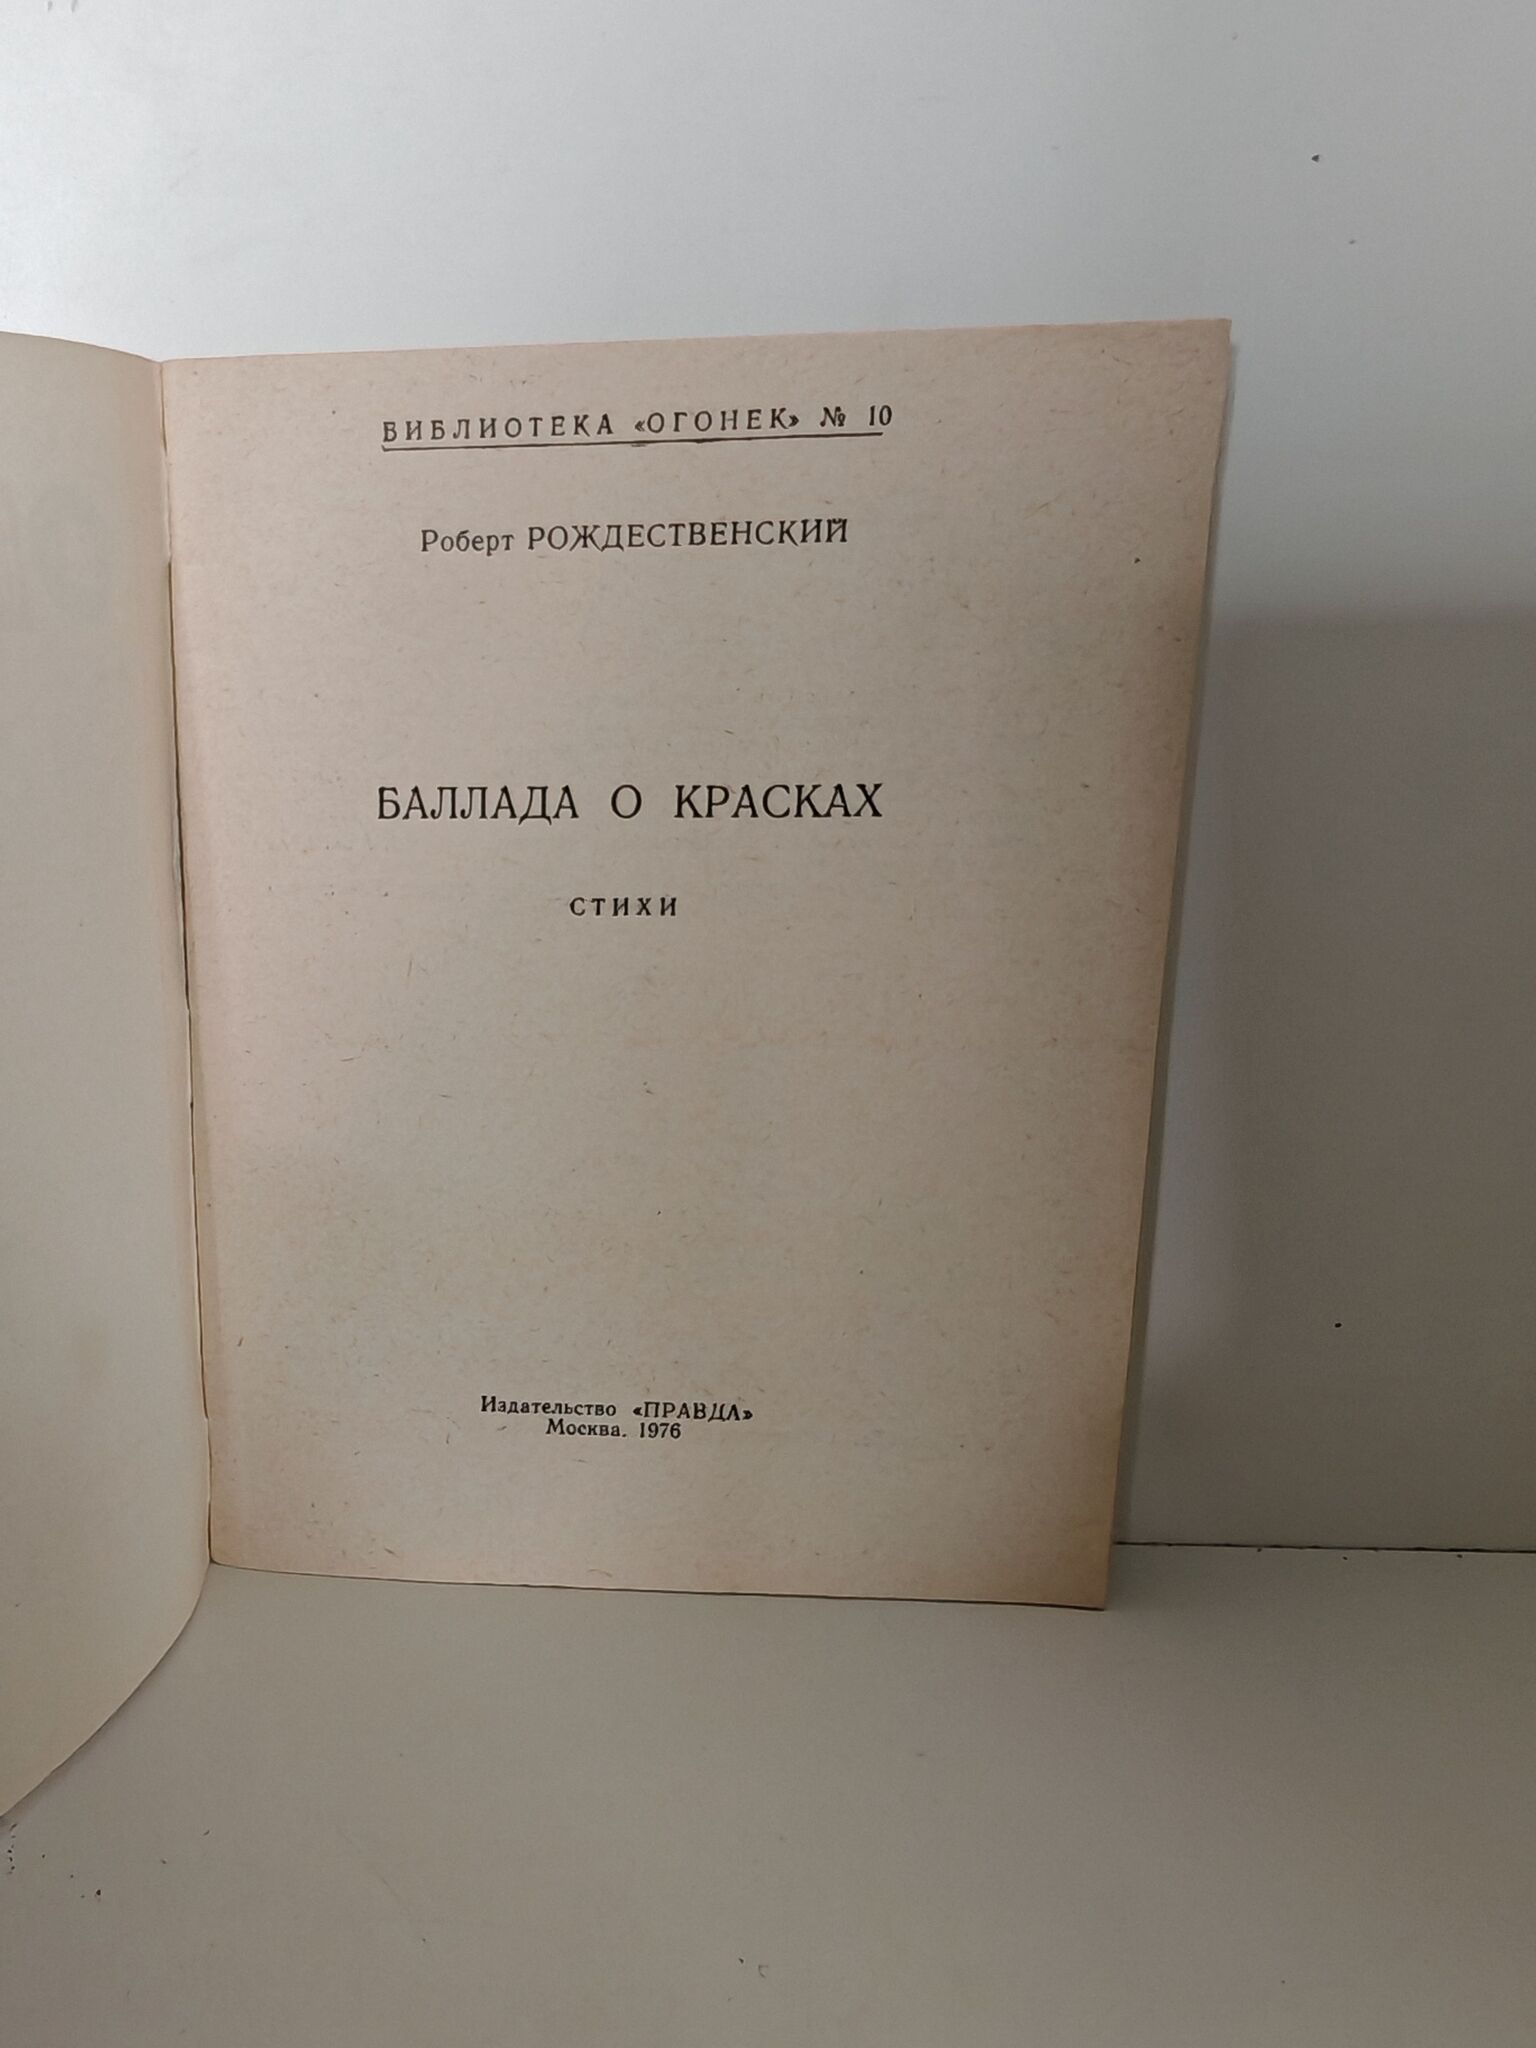 БИБЛИОТЕКА «ОГОНЕК» № 10
Роберт РОЖДЕСТВЕНСКИЙ
БАЛЛАДА О КРАСКАХ
СТИХИ
Издательство «ПРАВДА»
Москва. 1976